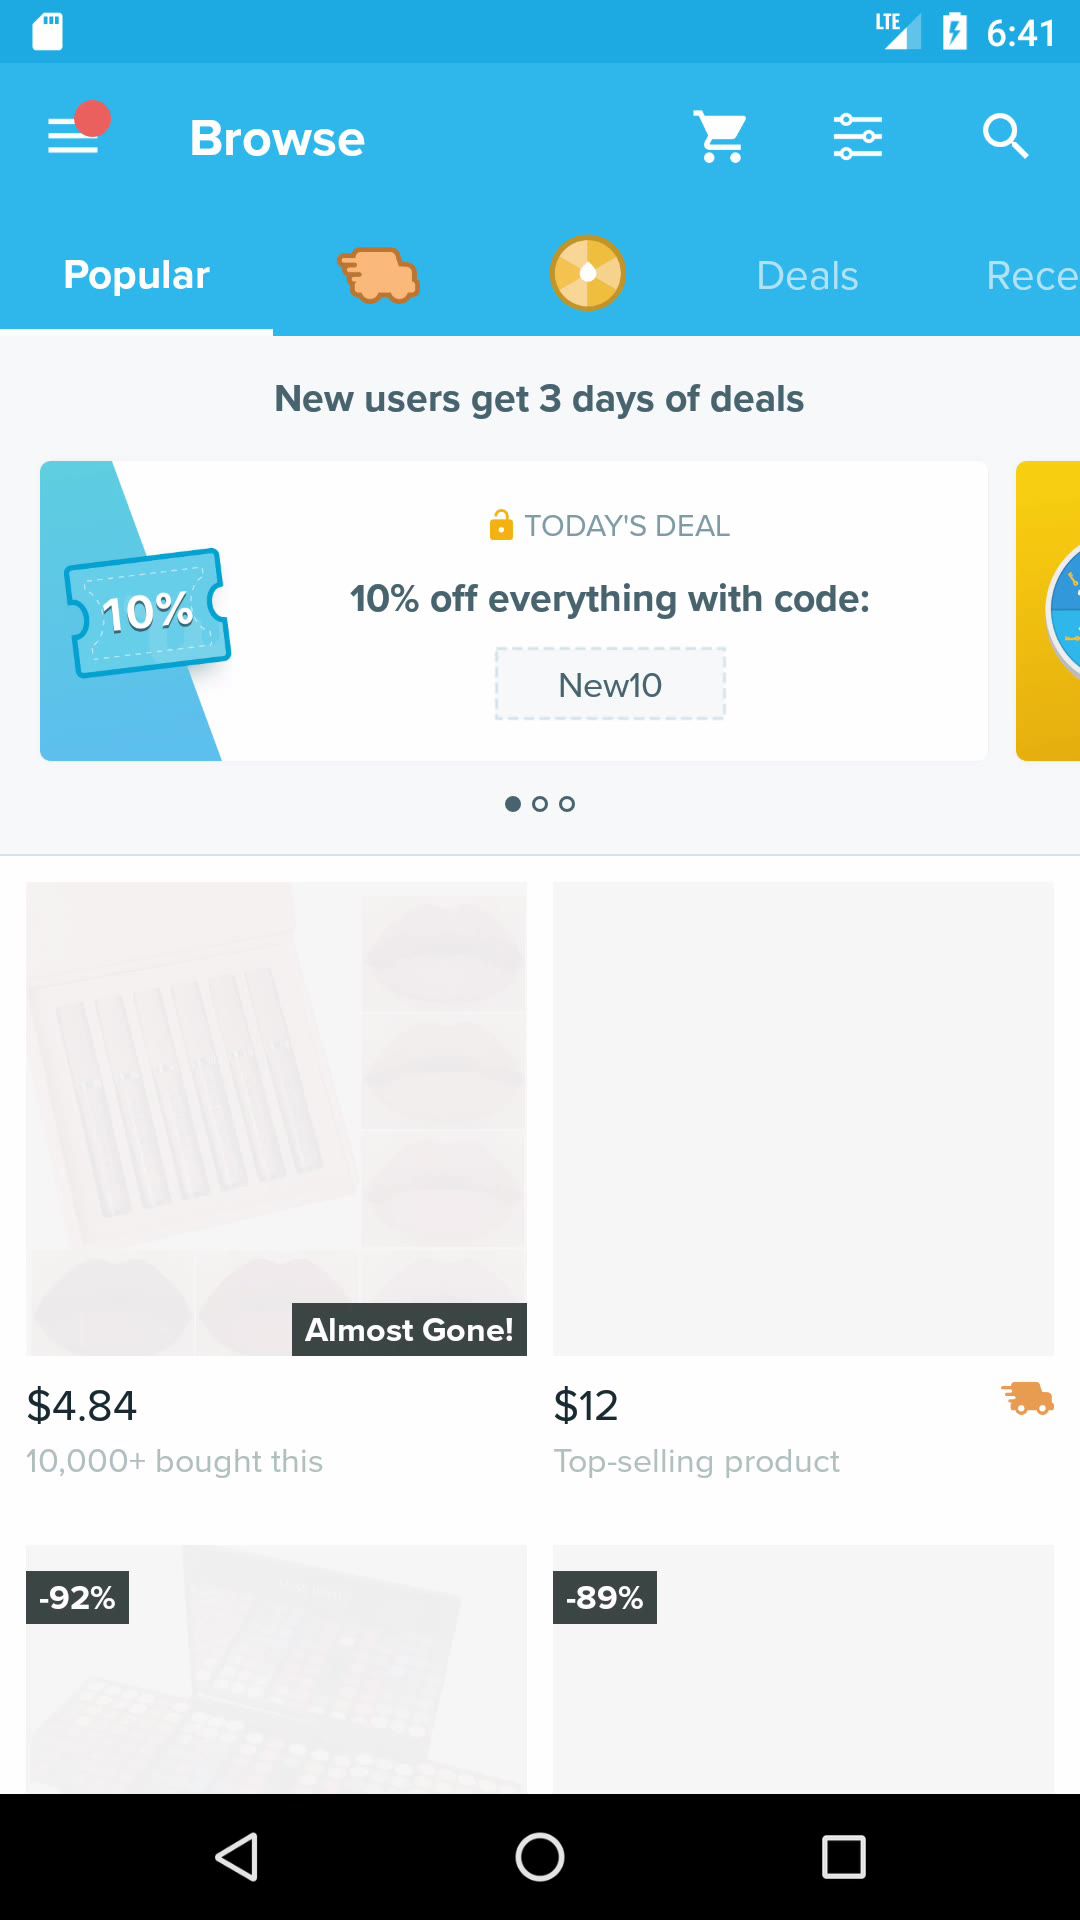 LTE 6:41
Browse
Popular
Deals
Rece
New users get 3 days of deals
TODAY'S DEAL
10% off everything with code:
10%
New10
Almost Gone!
$4.84
$12
10,000+ bought this
Top-selling product
-92%
-89%